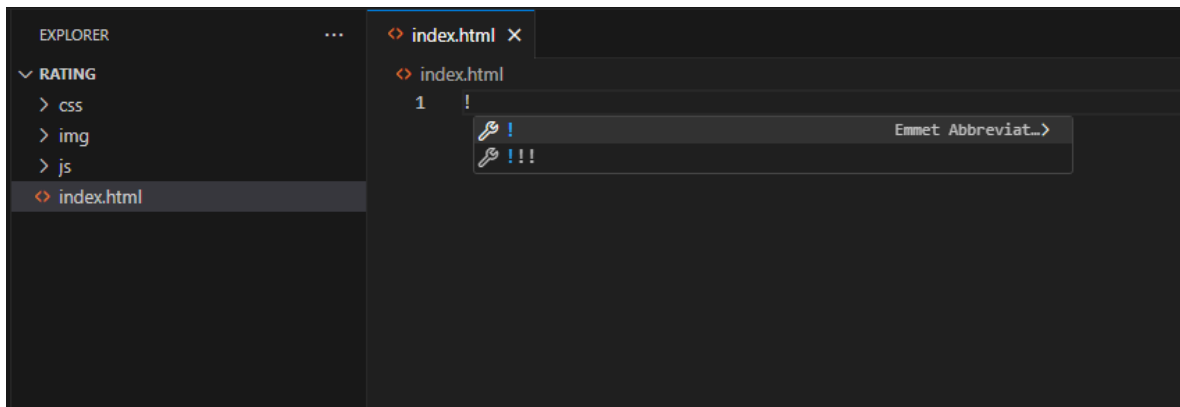 EXPLORER ...
RATING
css
img
js
index.html
index.html
index.html
1 !
! Emmet Abbreviat...>
!!!